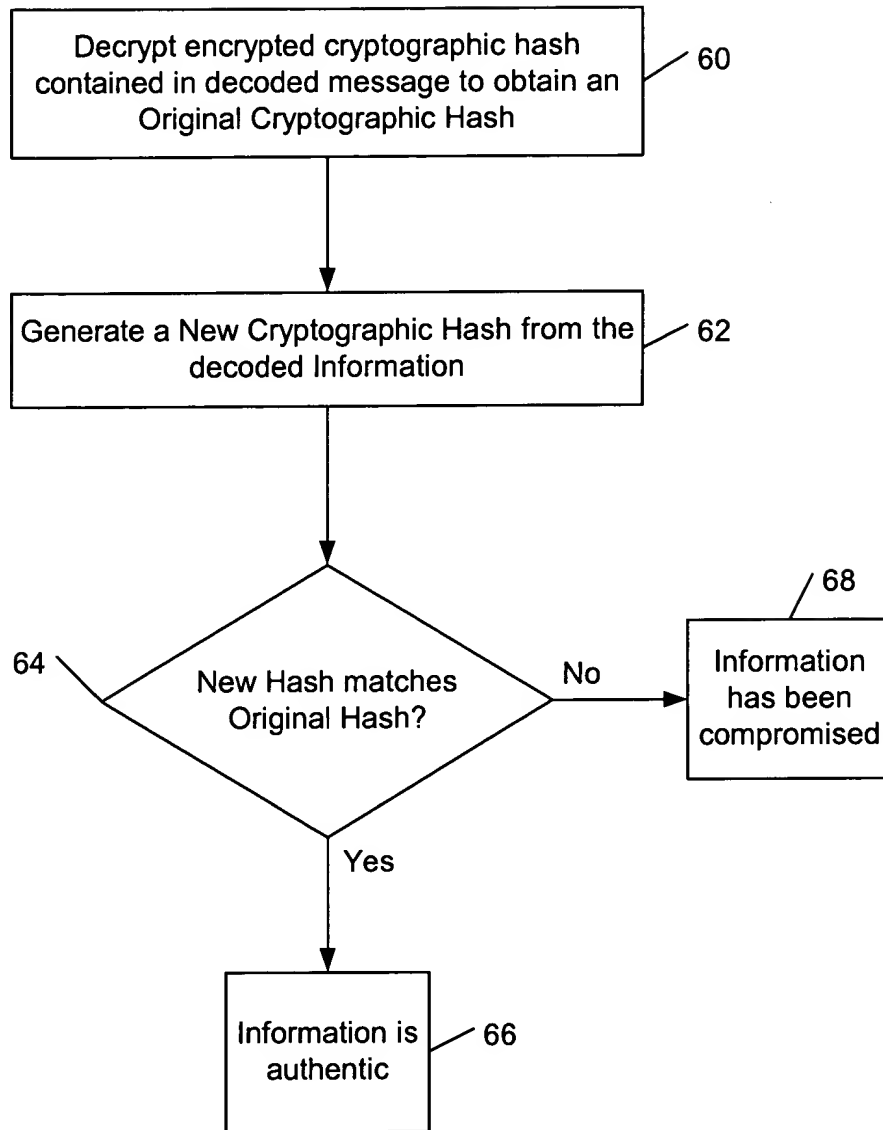 Decrypt encrypted cryptographic hash
contained in decoded message to obtain an
Original Cryptographic Hash
60
Generate a New Cryptographic Hash from the
decoded Information
62
64
New Hash matches
Original Hash?
No
68
Information
has been
compromised
Yes
Information is
authentic
66